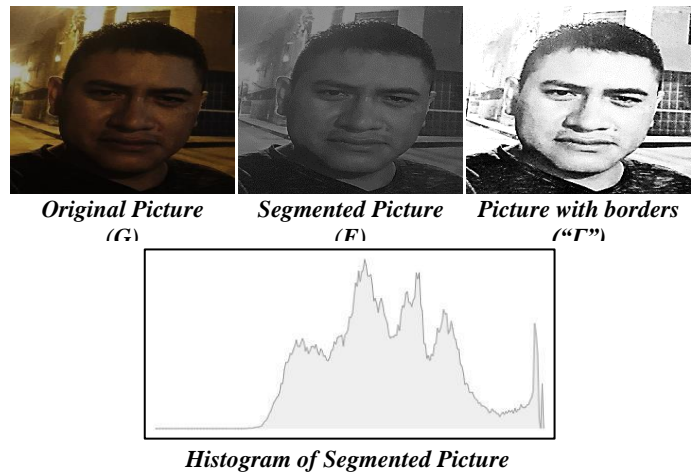 Original Picture
(G)
Segmented Picture
Picture with borders
Histogram of Segmented Picture